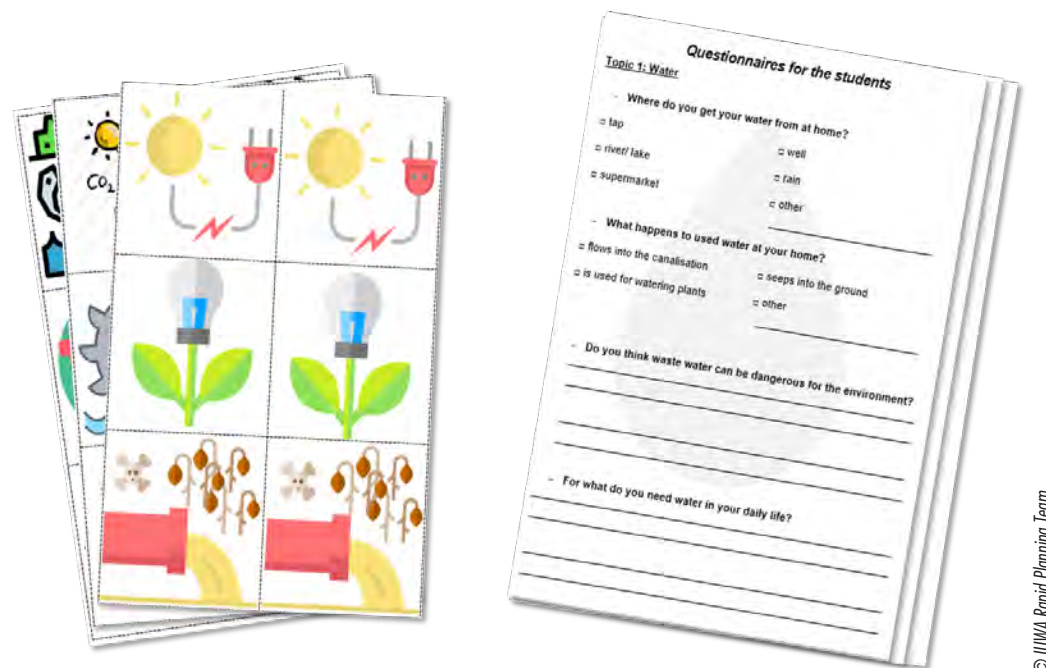 CO₂
Questionnaires for the students
Topic 1: Water
- Where do you get your water from at home?
□ tap
□ well
□ river/ lake
□ rain
□ supermarket
□ other
- What happens to used water at your home?
□ flows into the canalisation
□ seeps into the ground
□ is used for watering plants
□ other
- Do you think waste water can be dangerous for the environment?
- For what do you need water in your daily life?
© IUWA Rapid Planning Team